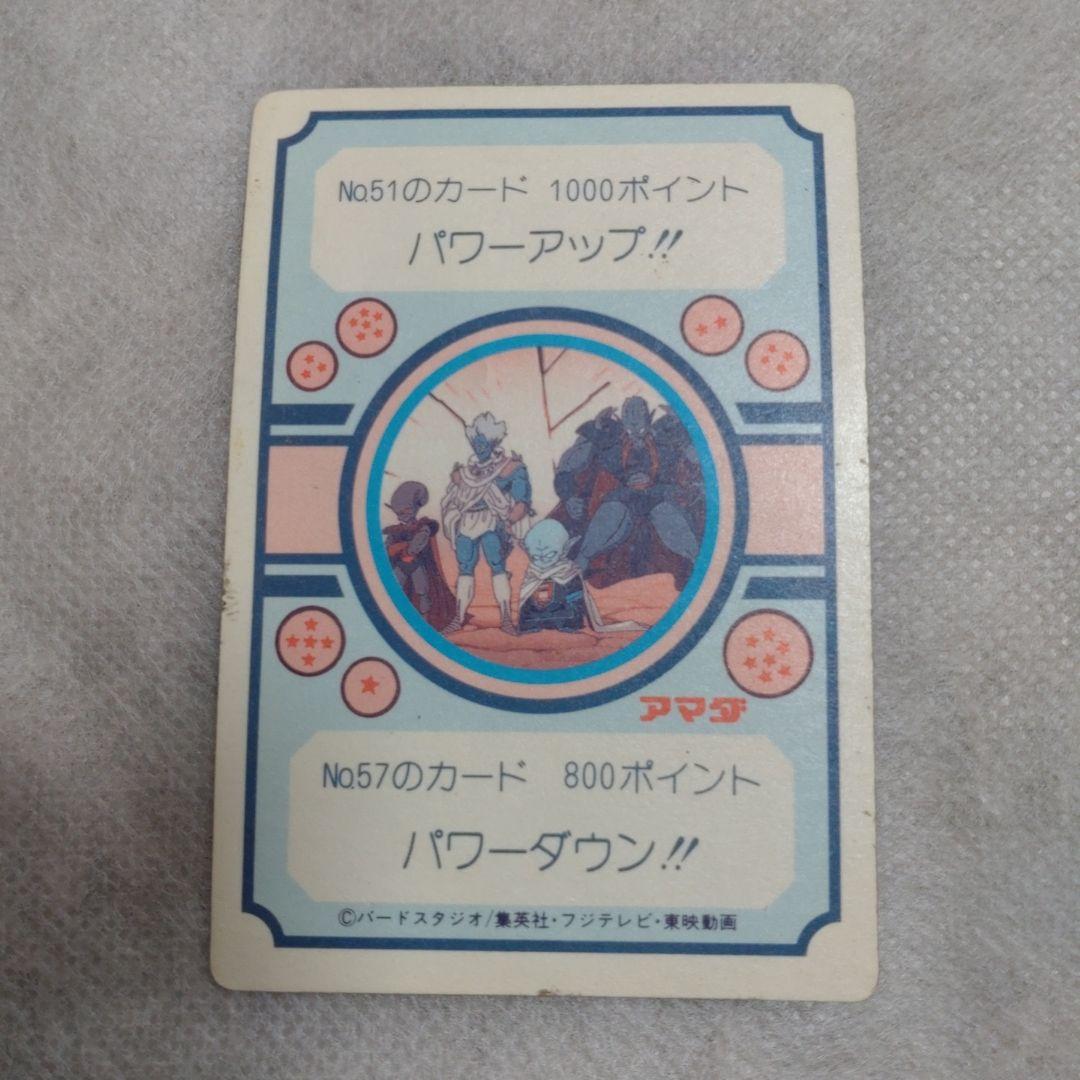 No.51のカード 1000ポイント
パワーアップ!!
アマダ
No.57のカード 800ポイント
パワーダウン!!
©バードスタジオ/集英社・フジテレビ・東映動画